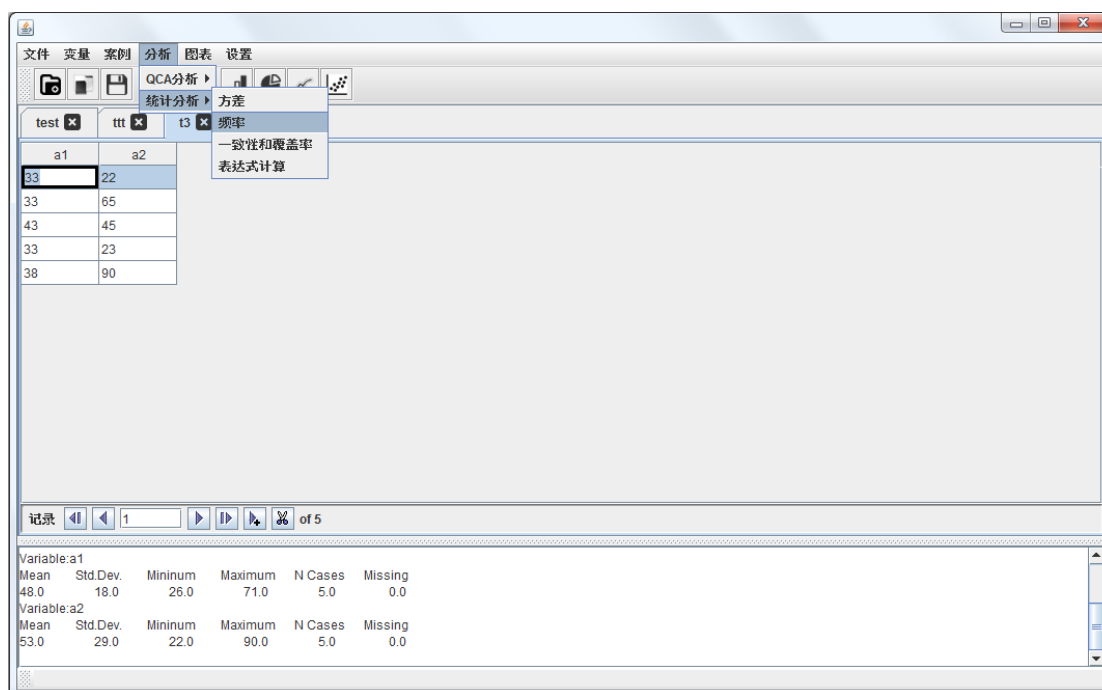 文件 变量 案例 分析 图表 设置
QCA分析
统计分析
方差
频率
一致性和覆盖率
表达式计算
test ttt t3
a1 a2
33 22
33 65
43 45
33 23
38 90
记录 1 of 5
Variable:a1
Mean Std.Dev. Mininum Maximum N Cases Missing
48.0 18.0 26.0 71.0 5.0 0.0
Variable:a2
Mean Std.Dev. Mininum Maximum N Cases Missing
53.0 29.0 22.0 90.0 5.0 0.0